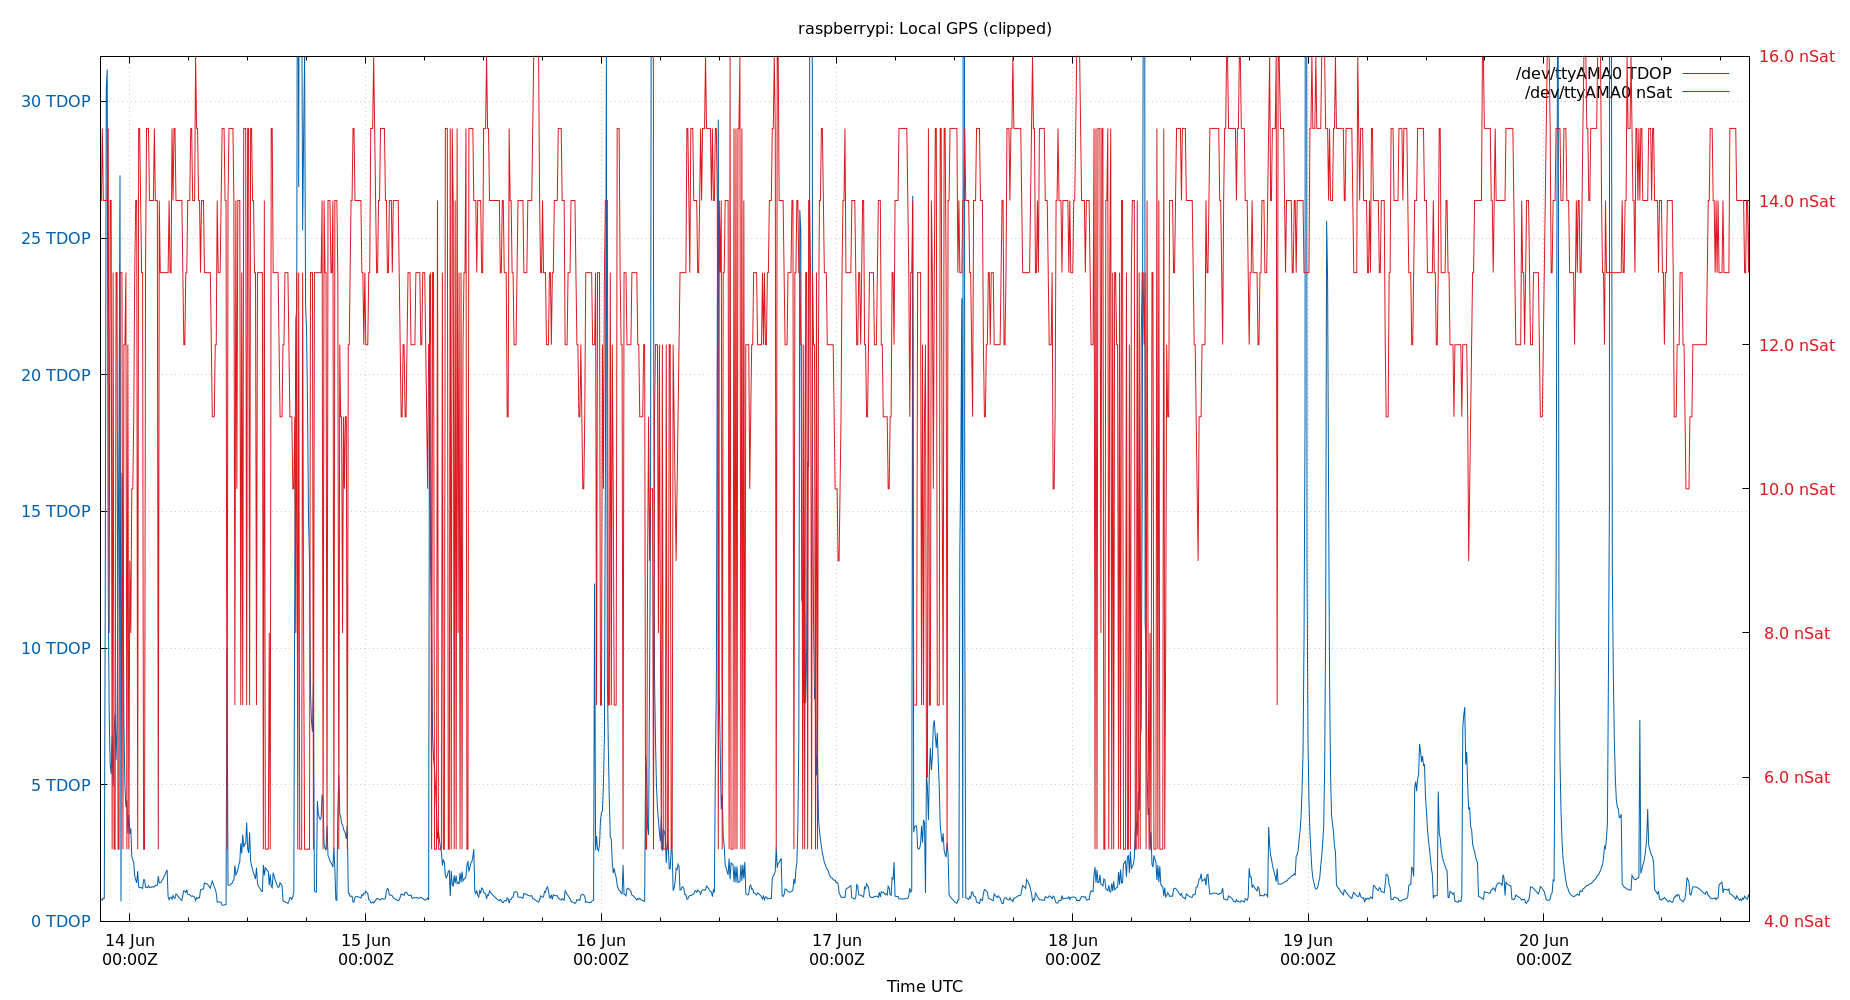 raspberrypi: Local GPS (clipped)
16.0 nSat
/dev/ttyAMA0 TDOP
/dev/ttyAMA0 nSat
30 TDOP
14.0 nSat
25 TDOP
12.0 nSat
20 TDOP
10.0 nSat
15 TDOP
8.0 nSat
10 TDOP
6.0 nSat
5 TDOP
4.0 nSat
0 TDOP
14 Jun 15 Jun 16 Jun 17 Jun 18 Jun 19 Jun 20 Jun
00:00Z 00:00Z 00:00Z 00:00Z 00:00Z 00:00Z 00:00Z
Time UTC